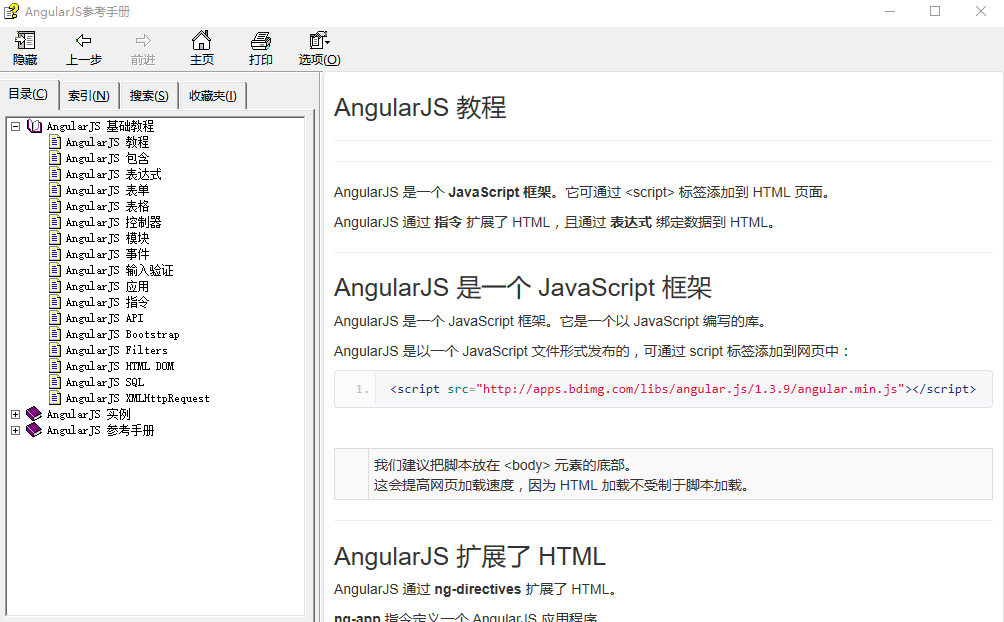 AngularJS参考手册
隐藏 上一步 前进 主页 打印 选项(O)
目录(C) 索引(N) 搜索(S) 收藏夹(I)
AngularJS 基础教程
AngularJS 教程
AngularJS 包含
AngularJS 表达式
AngularJS 表单
AngularJS 表格
AngularJS 控制器
AngularJS 模块
AngularJS 事件
AngularJS 输入验证
AngularJS 应用
AngularJS 指令
AngularJS API
AngularJS Bootstrap
AngularJS Filters
AngularJS HTML DOM
AngularJS SQL
AngularJS XMLHttpRequest
AngularJS 实例
AngularJS 参考手册
AngularJS 教程
AngularJS 是一个 JavaScript 框架。它可通过 <script> 标签添加到 HTML 页面。
AngularJS 通过 指令 扩展了 HTML，且通过 表达式 绑定数据到 HTML。
AngularJS 是一个 JavaScript 框架
AngularJS 是一个 JavaScript 框架。它是一个以 JavaScript 编写的库。
AngularJS 是以一个 JavaScript 文件形式发布的，可通过 script 标签添加到网页中：
1. <script src="http://apps.bdimg.com/libs/angular.js/1.3.9/angular.min.js"></script>
我们建议把脚本放在 <body> 元素的底部。
这会提高网页加载速度，因为 HTML 加载不受制于脚本加载。
AngularJS 扩展了 HTML
AngularJS 通过 ng-directives 扩展了 HTML。
ng-app 指令定义一个 AngularJS 应用程序